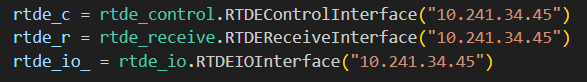 rtde_c = rtde_control.RTDEControlInterface("10.241.34.45")
rtde_r = rtde_receive.RTDEReceiveInterface("10.241.34.45")
rtde_io_ = rtde_io.RTDEIOInterface("10.241.34.45")